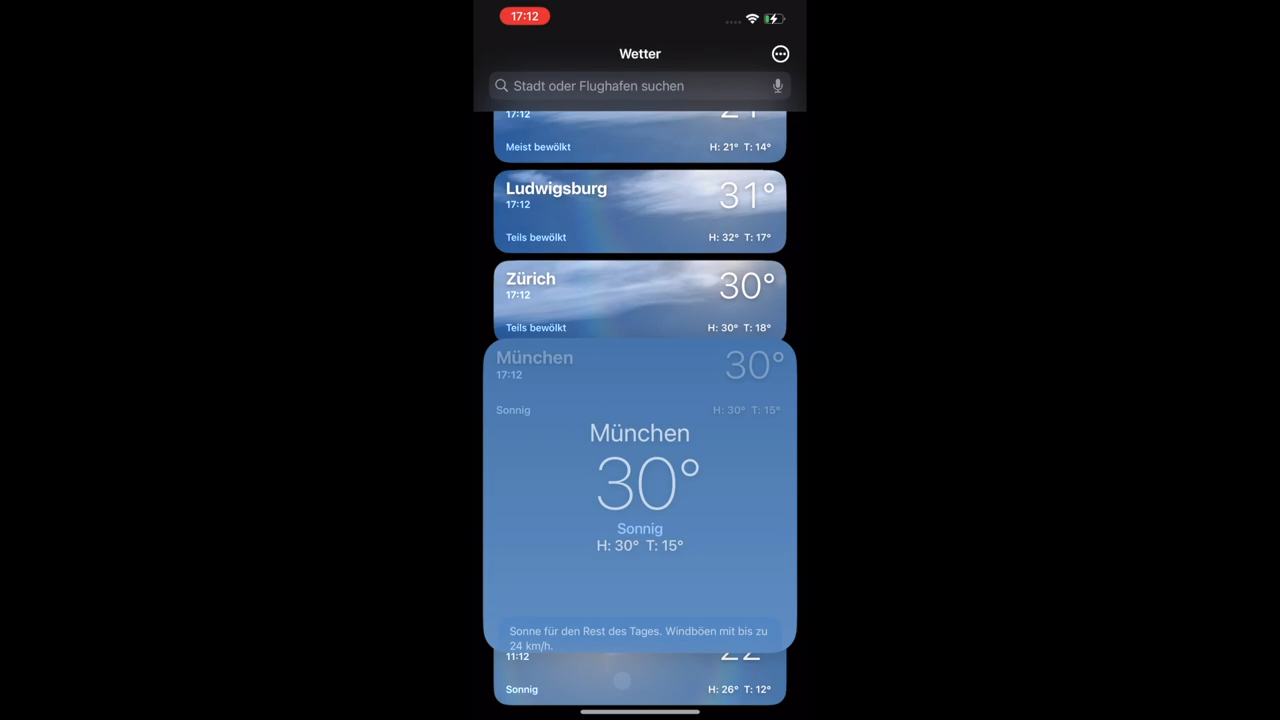 17:12
Wetter
Stadt oder Flughafen suchen
17:12
Meist bewölkt H: 21° T: 14°
Ludwigsburg 31°
17:12
Teils bewölkt H: 32° T: 17°
Zürich 30°
17:12
Teils bewölkt H: 30° T: 18°
München 30°
17:12
Sonnig H: 30° T: 15°
München
30°
Sonnig
H: 30° T: 15°
Sonne für den Rest des Tages. Windböen mit bis zu
24 km/h.
11:12
Sonnig H: 26° T: 12°